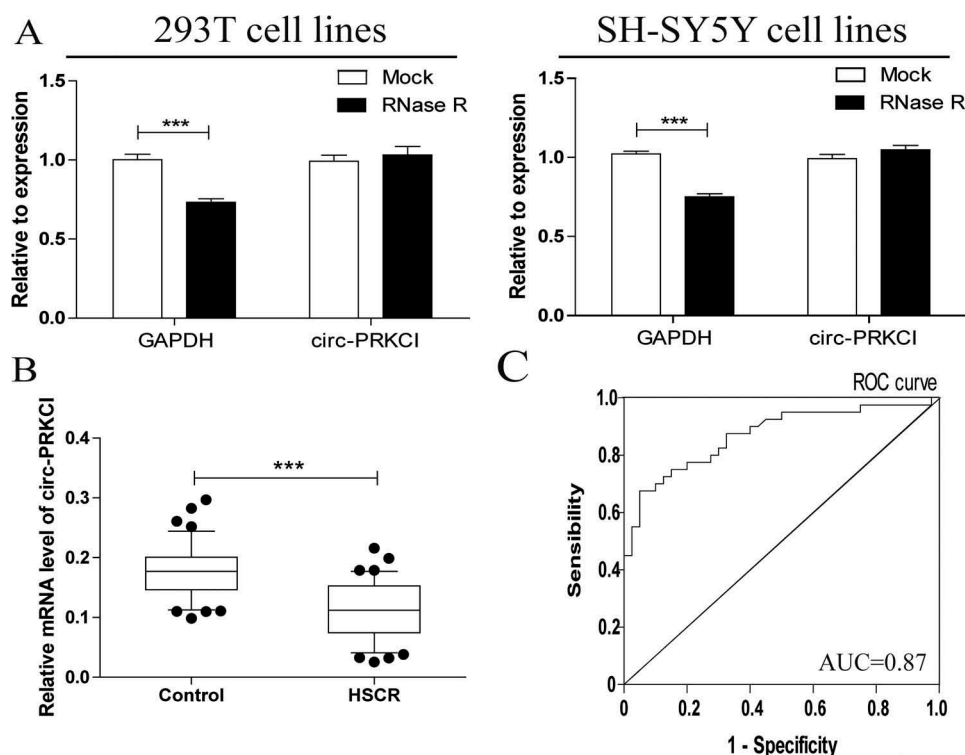 A
293T cell lines
SH-SY5Y cell lines
Mock
RNase R
***
Relative to expression
1.5
1.0
0.5
0.0
GAPDH
circ-PRKCI
Mock
RNase R
***
Relative to expression
1.5
1.0
0.5
0.0
GAPDH
circ-PRKCI
B
***
Relative mRNA level of circ-PRKCI
0.4
0.3
0.2
0.1
0.0
Control
HSCR
C
ROC curve
Sensibility
1.0
0.8
0.6
0.4
0.2
0
AUC=0.87
0
0.2
0.4
0.6
0.8
1.0
1 - Specificity